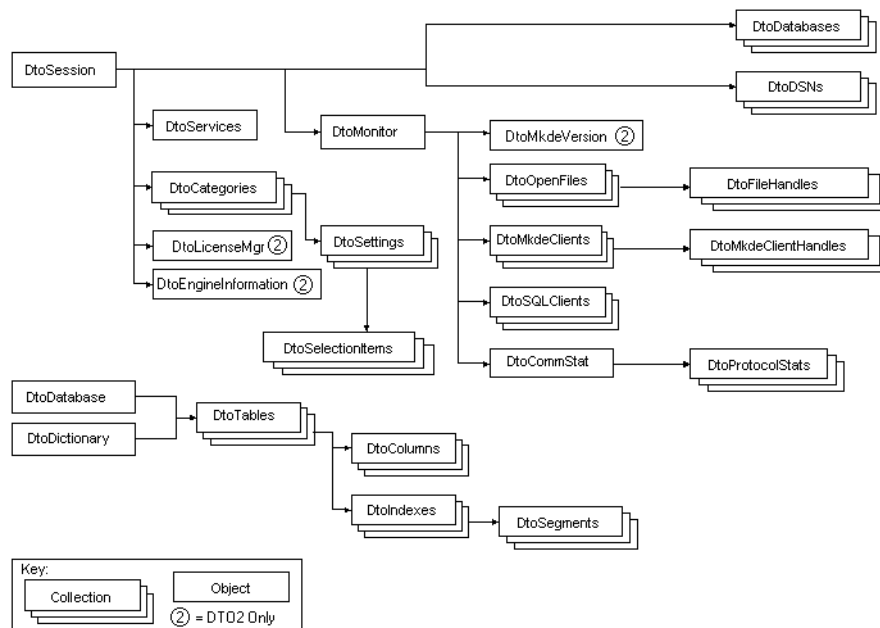 DtoDatabases
DtoSession
DtoDSNs
DtoServices
DtoMonitor
DtoMkdeVersion ②
DtoCategories
DtoOpenFiles
DtoFileHandles
DtoLicenseMgr ②
DtoSettings
DtoMkdeClients
DtoMkdeClientHandles
DtoEngineInformation ②
DtoSQLClients
DtoSelectionItems
DtoCommStat
DtoProtocolStats
DtoDatabase
DtoTables
DtoDictionary
DtoColumns
DtoIndexes
DtoSegments
Key:
Collection
Object
② = DTO2 Only